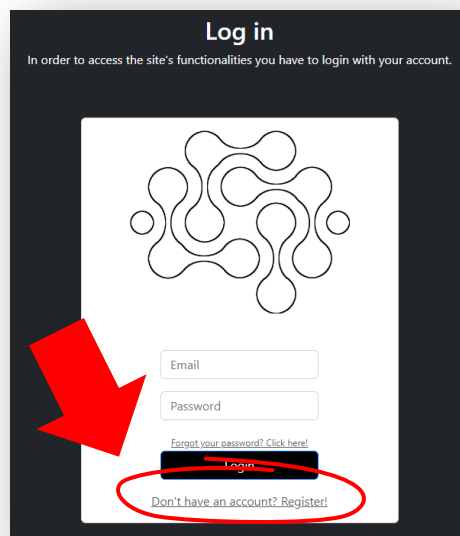 Log in
In order to access the site's functionalities you have to login with your account.
Email
Password
Forgot your password? Click here!
Login
Don't have an account? Register!